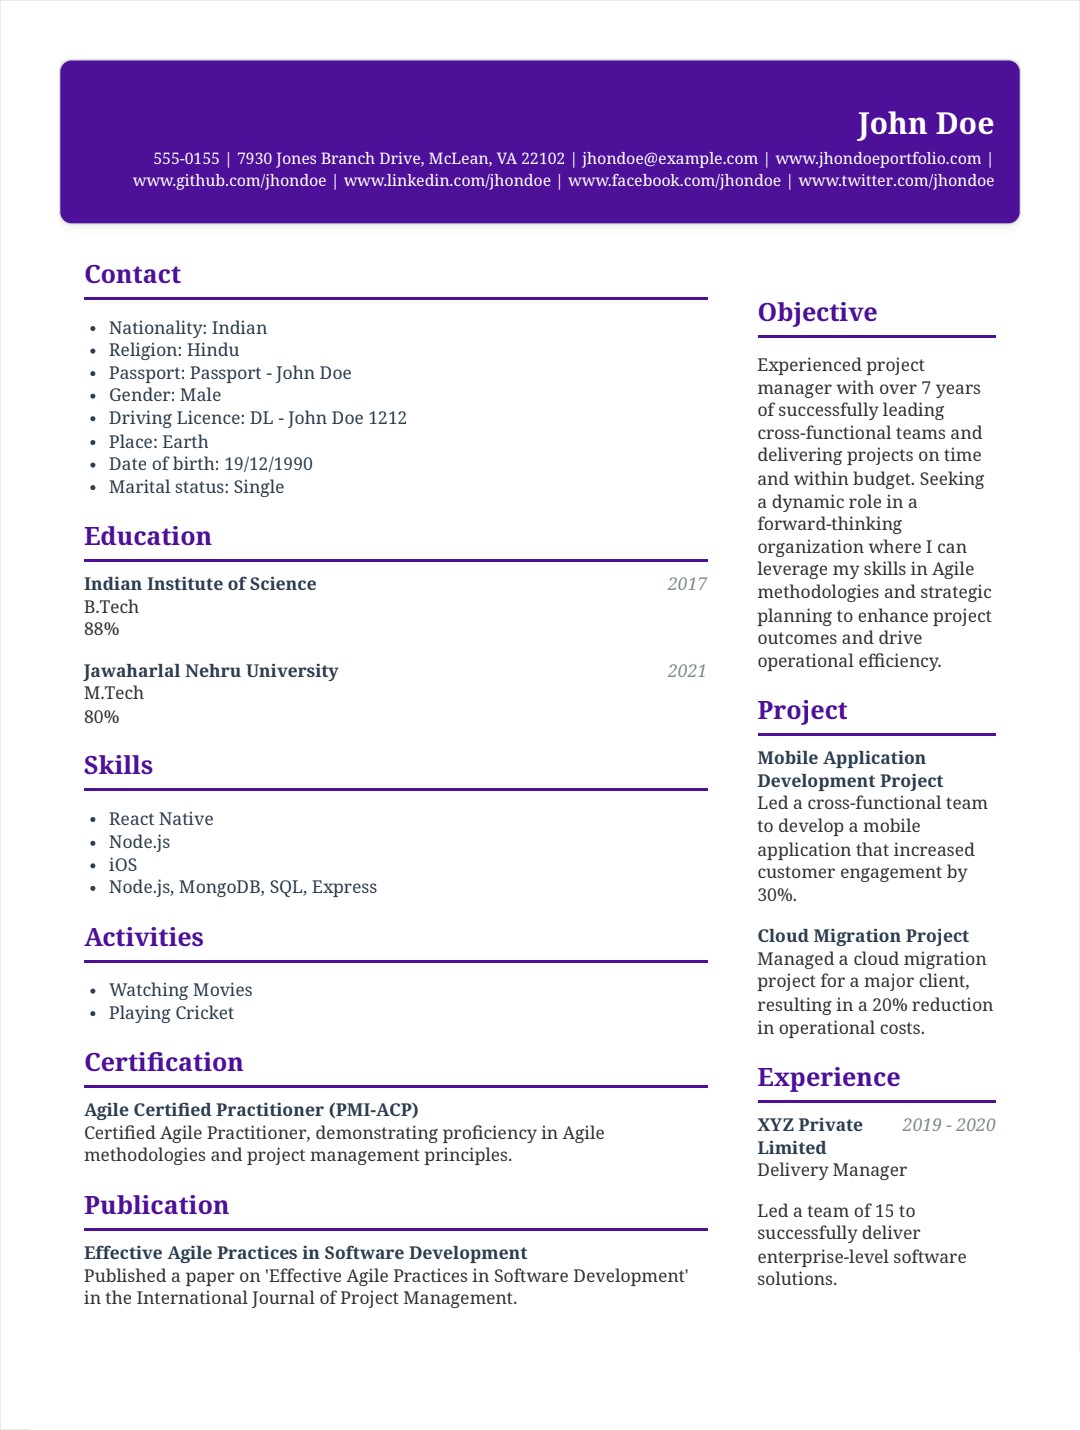 John Doe
555-0155 | 7930 Jones Branch Drive, McLean, VA 22102 | jhondoe@example.com | www.jhondoeportfolio.com |
www.github.com/jhondoe | www.linkedin.com/jhondoe | www.facebook.com/jhondoe | www.twitter.com/jhondoe
Contact
• Nationality: Indian
• Religion: Hindu
• Passport: Passport - John Doe
• Gender: Male
• Driving Licence: DL - John Doe 1212
• Place: Earth
• Date of birth: 19/12/1990
• Marital status: Single
Education
Indian Institute of Science 2017
B.Tech
88%
Jawaharlal Nehru University 2021
M.Tech
80%
Skills
• React Native
• Node.js
• iOS
• Node.js, MongoDB, SQL, Express
Activities
• Watching Movies
• Playing Cricket
Certification
Agile Certified Practitioner (PMI-ACP)
Certified Agile Practitioner, demonstrating proficiency in Agile
methodologies and project management principles.
Publication
Effective Agile Practices in Software Development
Published a paper on 'Effective Agile Practices in Software Development'
in the International Journal of Project Management.
Objective
Experienced project
manager with over 7 years
of successfully leading
cross-functional teams and
delivering projects on time
and within budget. Seeking
a dynamic role in a
forward-thinking
organization where I can
leverage my skills in Agile
methodologies and strategic
planning to enhance project
outcomes and drive
operational efficiency.
Project
Mobile Application
Development Project
Led a cross-functional team
to develop a mobile
application that increased
customer engagement by
30%.
Cloud Migration Project
Managed a cloud migration
project for a major client,
resulting in a 20% reduction
in operational costs.
Experience
XYZ Private 2019 - 2020
Limited
Delivery Manager
Led a team of 15 to
successfully deliver
enterprise-level software
solutions.